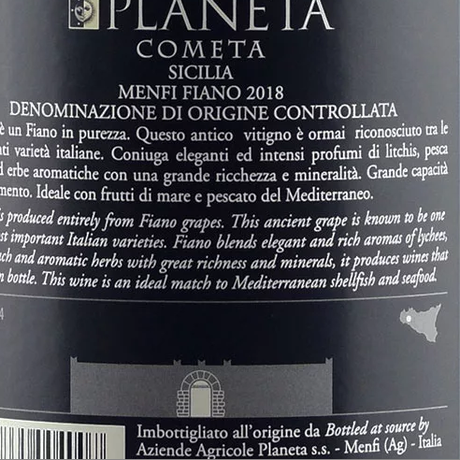 PLANETA
COMETA
SICILIA
MENFI FIANO 2018
DENOMINAZIONE DI ORIGINE CONTROLLATA
è un Fiano in purezza. Questo antico vitigno è ormai riconosciuto tra le
varietà italiane. Coniuga eleganti ed intensi profumi di litchis, pesca
erbe aromatiche con una grande ricchezza e mineralità. Grande capacità
Ideale con frutti di mare e pescato del Mediterraneo.
is produced entirely from Fiano grapes. This ancient grape is known to be one
important Italian varieties. Fiano blends elegant and rich aromas of lychees,
and aromatic herbs with great richness and minerals, it produces wines that
bottle. This wine is an ideal match to Mediterranean shellfish and seafood.
Imbottigliato all'origine da Bottled at source by
Aziende Agricole Planeta s.s. - Menfi (Ag) - Italia